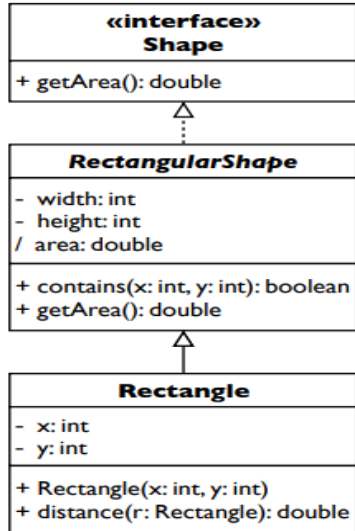 «interface»
Shape
+ getArea(): double
RectangularShape
- width: int
- height: int
/ area: double
+ contains(x: int, y: int): boolean
+ getArea(): double
Rectangle
- x: int
- y: int
+ Rectangle(x: int, y: int)
+ distance(r: Rectangle): double